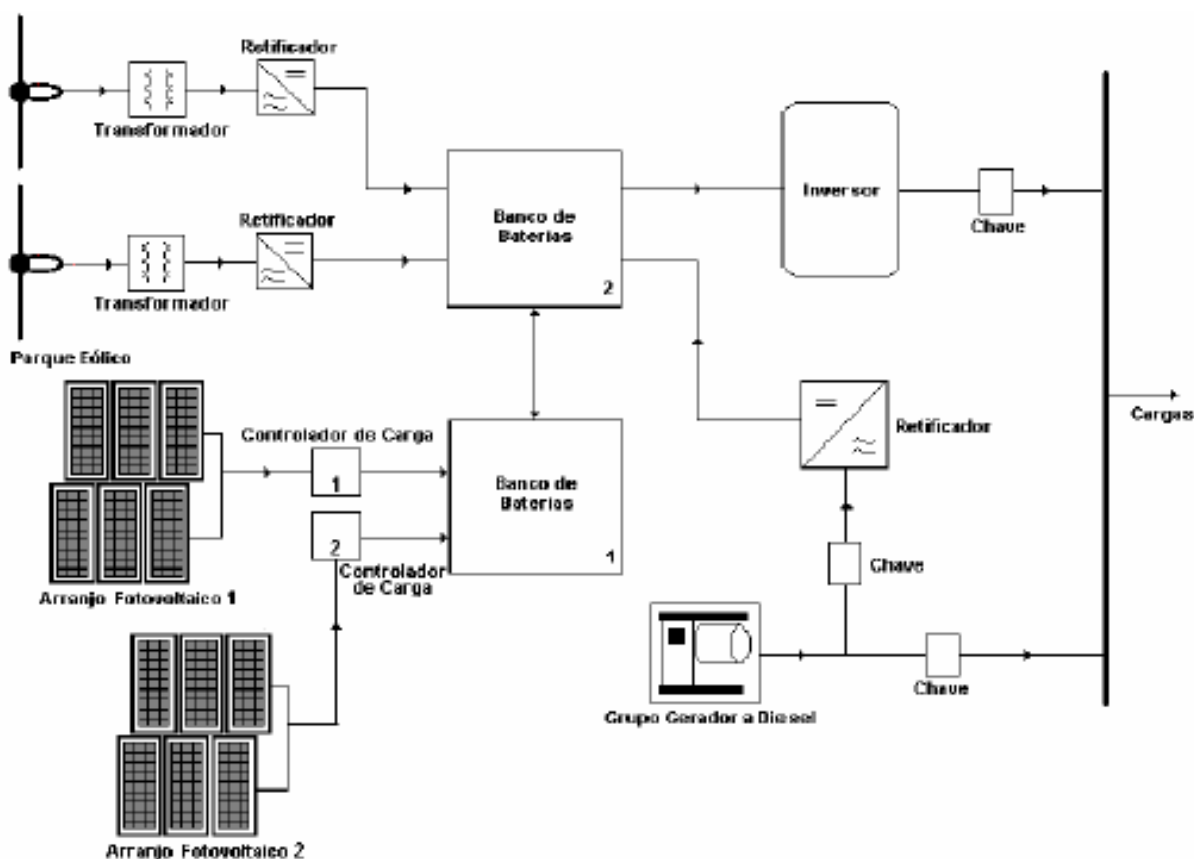 Retificador
Transformador
Inversor
Chave
Retificador
Banco de
Baterias
2
Transformador
Parque Eólico
Cargas
Retificador
Controlador de Carga
1
Banco de
Baterias
1
2
Controlador
de Carga
Chave
Arranjo Fotovoltaico 1
Chave
Grupo Gerador a Diesel
Arranjo Fotovoltaico 2